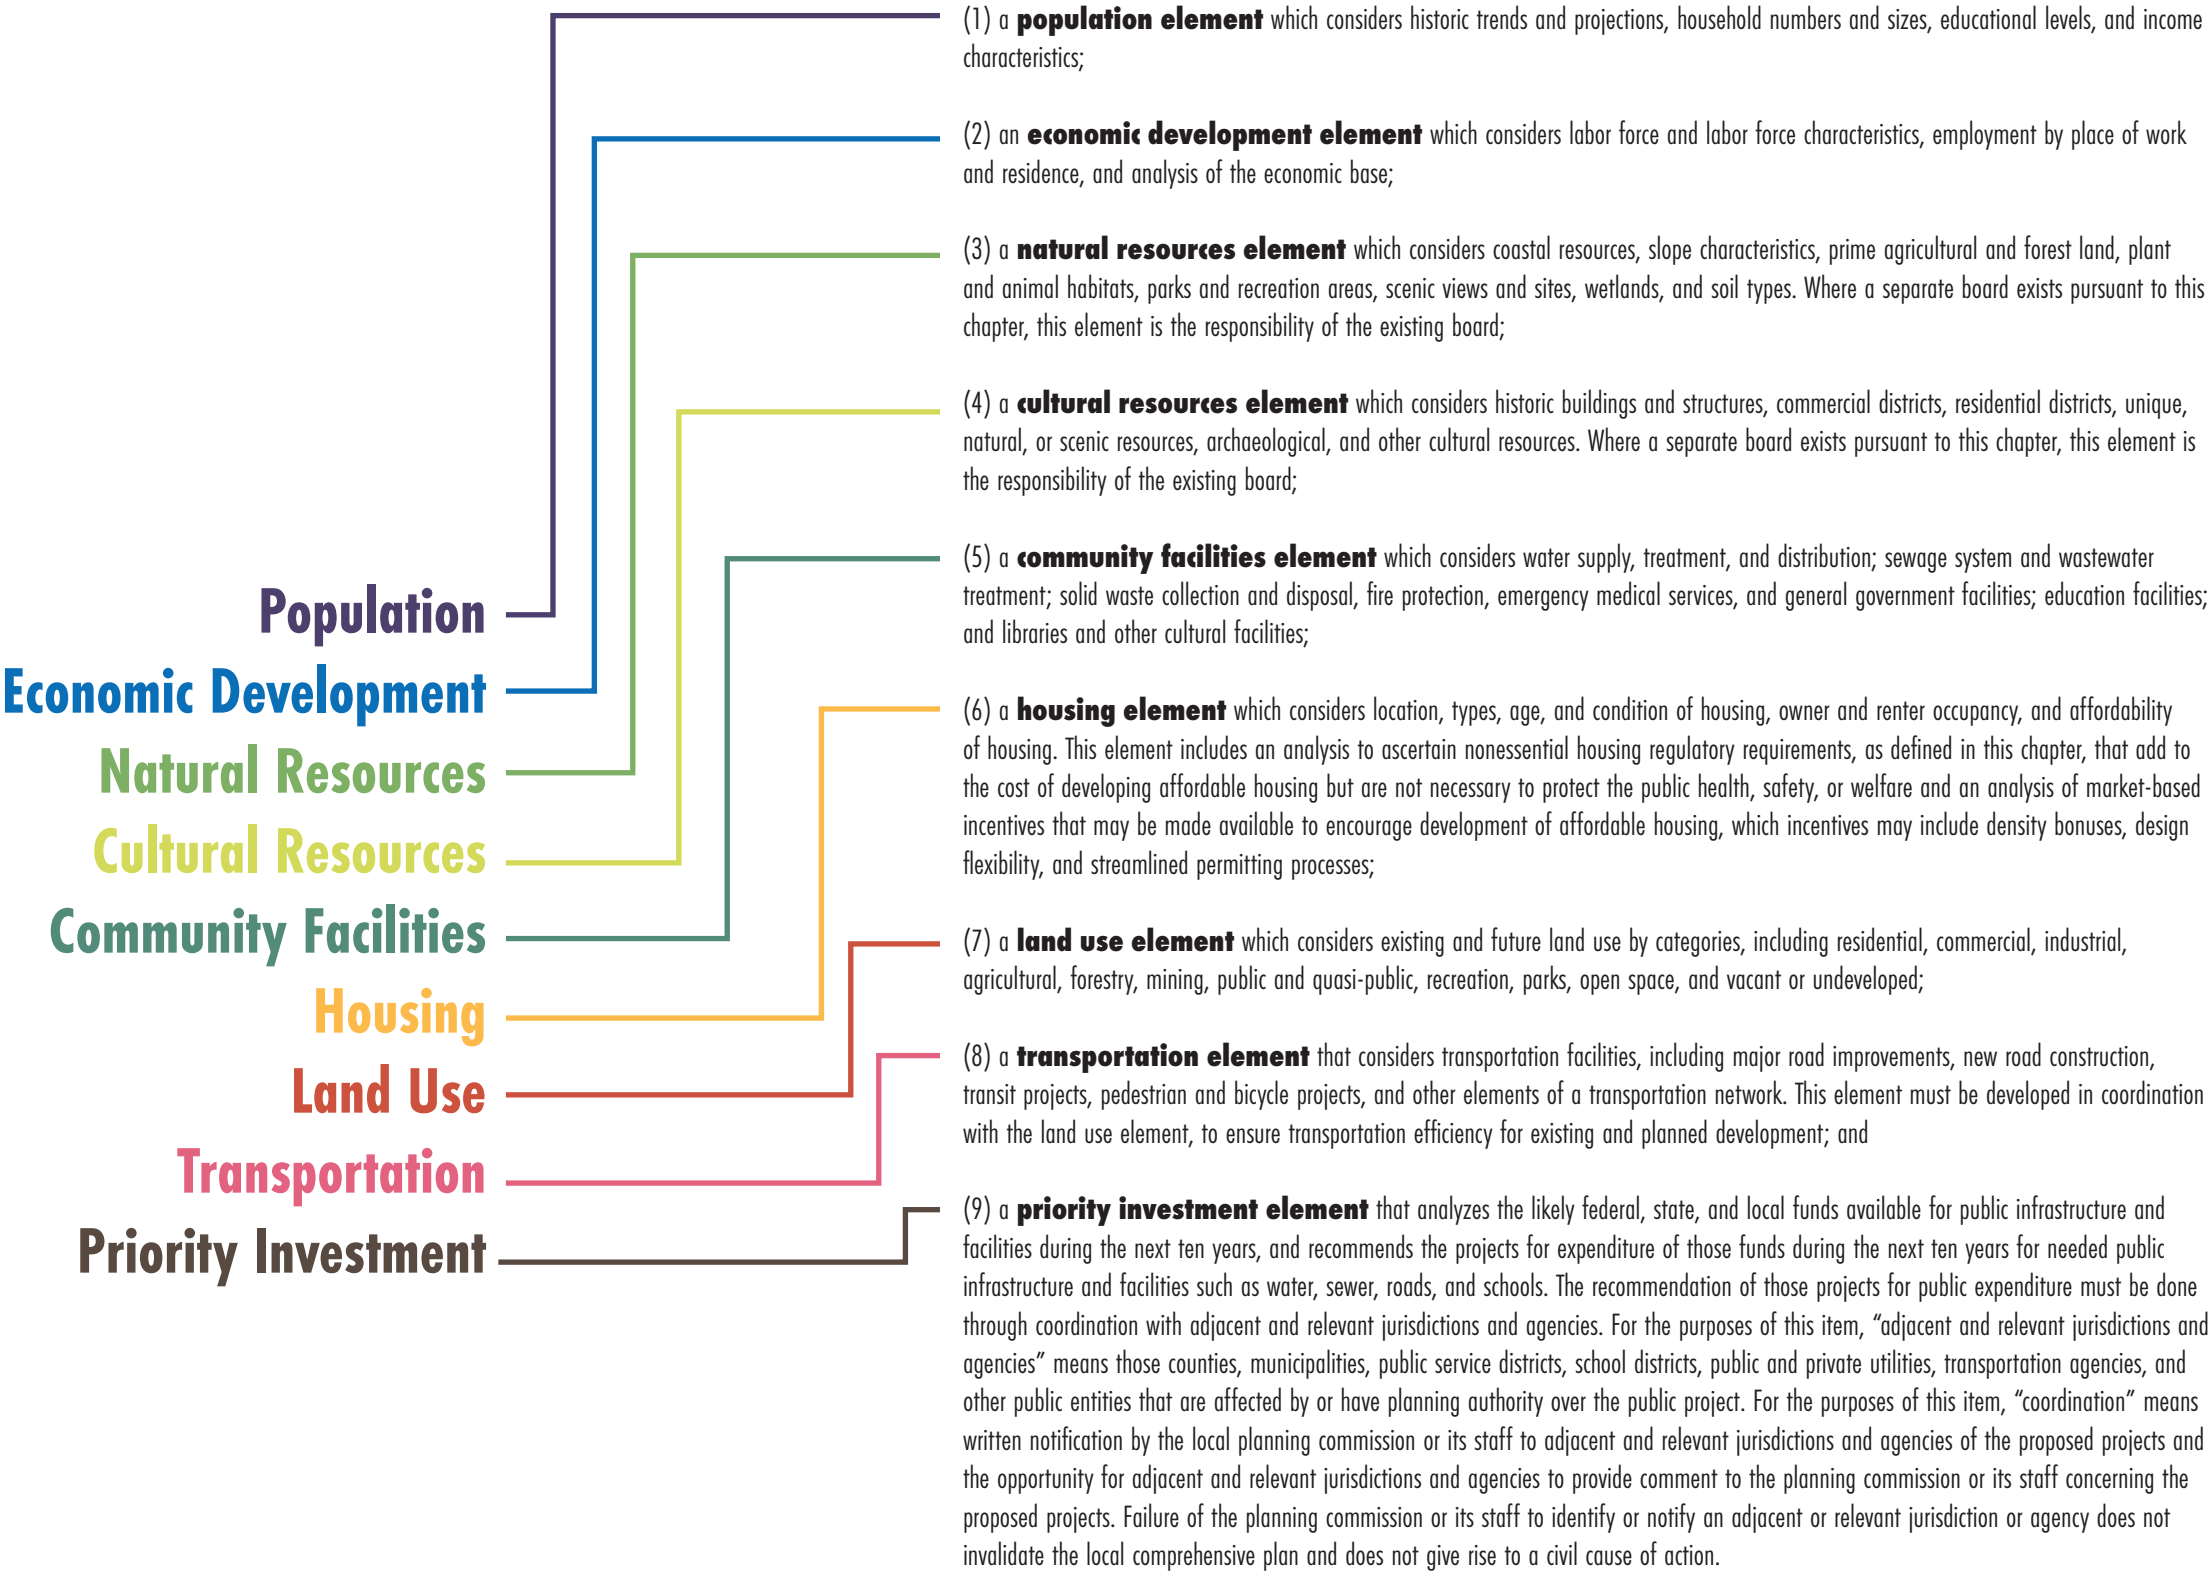 Population
Economic Development
Natural Resources
Cultural Resources
Community Facilities
Housing
Land Use
Transportation
Priority Investment
(1) a population element which considers historic trends and projections, household numbers and sizes, educational levels, and income
characteristics;
(2) an economic development element which considers labor force and labor force characteristics, employment by place of work
and residence, and analysis of the economic base;
(3) a natural resources element which considers coastal resources, slope characteristics, prime agricultural and forest land, plant
and animal habitats, parks and recreation areas, scenic views and sites, wetlands, and soil types. Where a separate board exists pursuant to this
chapter, this element is the responsibility of the existing board;
(4) a cultural resources element which considers historic buildings and structures, commercial districts, residential districts, unique,
natural, or scenic resources, archaeological, and other cultural resources. Where a separate board exists pursuant to this chapter, this element is
the responsibility of the existing board;
(5) a community facilities element which considers water supply, treatment, and distribution; sewage system and wastewater
treatment; solid waste collection and disposal, fire protection, emergency medical services, and general government facilities; education facilities;
and libraries and other cultural facilities;
(6) a housing element which considers location, types, age, and condition of housing, owner and renter occupancy, and affordability
of housing. This element includes an analysis to ascertain nonessential housing regulatory requirements, as defined in this chapter, that add to
the cost of developing affordable housing but are not necessary to protect the public health, safety, or welfare and an analysis of market-based
incentives that may be made available to encourage development of affordable housing, which incentives may include density bonuses, design
flexibility, and streamlined permitting processes;
(7) a land use element which considers existing and future land use by categories, including residential, commercial, industrial,
agricultural, forestry, mining, public and quasi-public, recreation, parks, open space, and vacant or undeveloped;
(8) a transportation element that considers transportation facilities, including major road improvements, new road construction,
transit projects, pedestrian and bicycle projects, and other elements of a transportation network. This element must be developed in coordination
with the land use element, to ensure transportation efficiency for existing and planned development; and
(9) a priority investment element that analyzes the likely federal, state, and local funds available for public infrastructure and
facilities during the next ten years, and recommends the projects for expenditure of those funds during the next ten years for needed public
infrastructure and facilities such as water, sewer, roads, and schools. The recommendation of those projects for public expenditure must be done
through coordination with adjacent and relevant jurisdictions and agencies. For the purposes of this item, “adjacent and relevant jurisdictions and
agencies” means those counties, municipalities, public service districts, school districts, public and private utilities, transportation agencies, and
other public entities that are affected by or have planning authority over the public project. For the purposes of this item, “coordination” means
written notification by the local planning commission or its staff to adjacent and relevant jurisdictions and agencies of the proposed projects and
the opportunity for adjacent and relevant jurisdictions and agencies to provide comment to the planning commission or its staff concerning the
proposed projects. Failure of the planning commission or its staff to identify or notify an adjacent or relevant jurisdiction or agency does not
invalidate the local comprehensive plan and does not give rise to a civil cause of action.